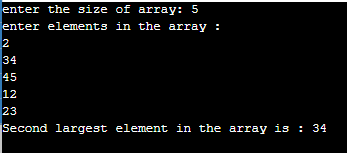 enter the size of array: 5
enter elements in the array :
2
34
45
12
23
Second largest element in the array is : 34